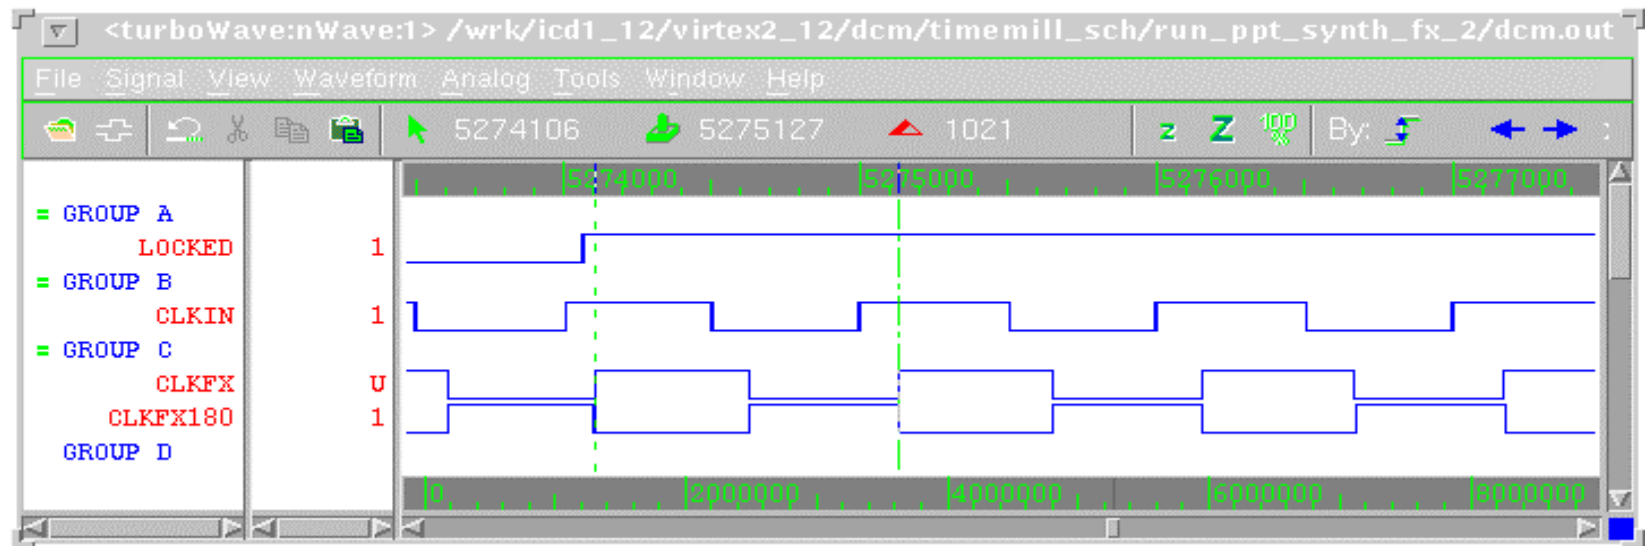 <turboWave:nWave:1> /wrk/icd1_12/virtex2_12/dcm/timemill_sch/run_ppt_synth_fx_2/dcm.out
File Signal View Waveform Analog Tools Window Help
5274106 5275127 1021 z Z 100% By:
5274000 5275000 5276000 5277000
= GROUP A
LOCKED 1
= GROUP B
CLKIN 1
= GROUP C
CLKFX U
CLKFX180 1
GROUP D
0 2000000 4000000 6000000 8000000